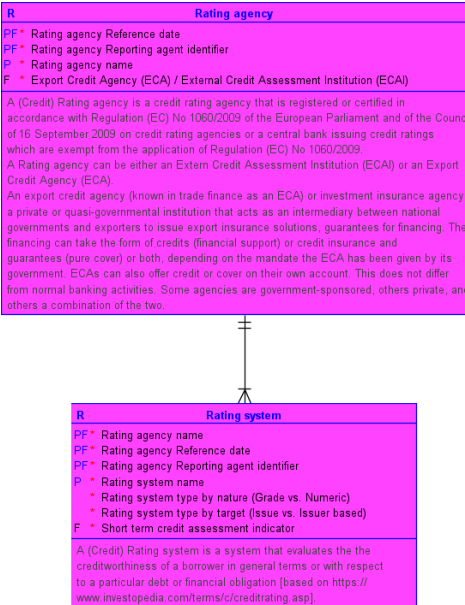 R Rating agency
PF* Rating agency Reference date
PF* Rating agency Reporting agent identifier
P * Rating agency name
F * Export Credit Agency (ECA) / External Credit Assessment Institution (ECAI)
A (Credit) Rating agency is a credit rating agency that is registered or certified in
accordance with Regulation (EC) No 1060/2009 of the European Parliament and of the Counc
of 16 September 2009 on credit rating agencies or a central bank issuing credit ratings
which are exempt from the application of Regulation (EC) No 1060/2009.
A Rating agency can be either an Extern Credit Assessment Institution (ECAI) or an Export
Credit Agency (ECA).
An export credit agency (known in trade finance as an ECA) or investment insurance agency
a private or quasi-governmental institution that acts as an intermediary between national
governments and exporters to issue export insurance solutions, guarantees for financing. The
financing can take the form of credits (financial support) or credit insurance and
guarantees (pure cover) or both, depending on the mandate the ECA has been given by its
government. ECAs can also offer credit or cover on their own account. This does not differ
from normal banking activities. Some agencies are government-sponsored, others private, an
others a combination of the two.
R Rating system
PF* Rating agency name
PF* Rating agency Reference date
PF* Rating agency Reporting agent identifier
P * Rating system name
* Rating system type by nature (Grade vs. Numeric)
* Rating system type by target (Issue vs. Issuer based)
F * Short term credit assessment indicator
A (Credit) Rating system is a system that evaluates the the
creditworthiness of a borrower in general terms or with respect
to a particular debt or financial obligation [based on https://
www.investopedia.com/terms/c/creditrating.asp].